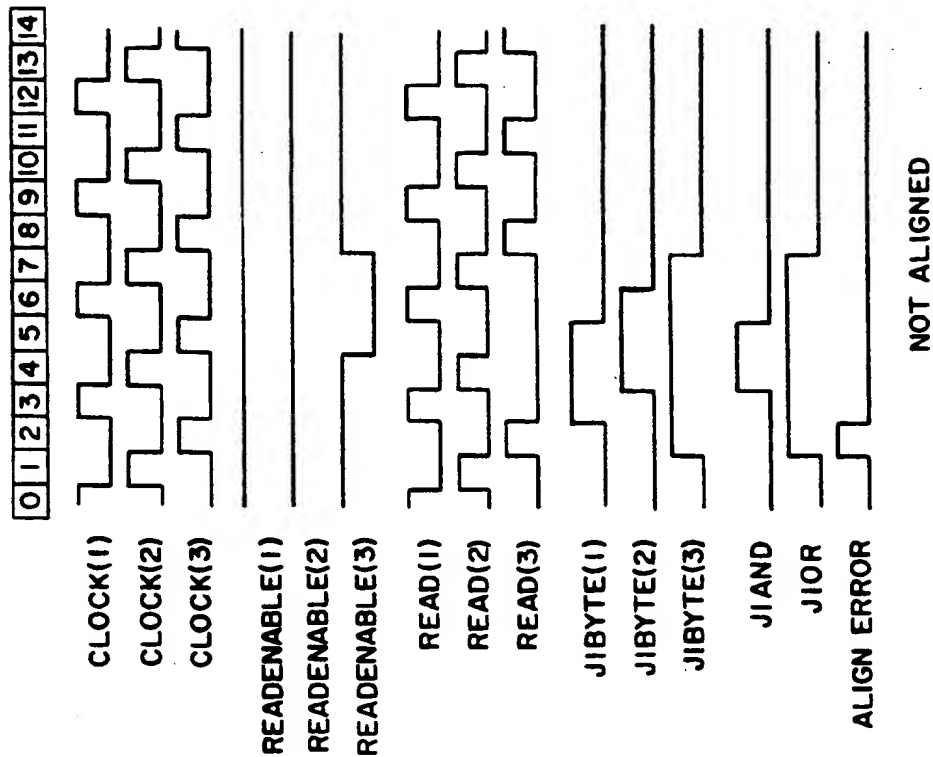 0 1 2 3 4 5 6 7 8 9 10 11 12 13 14
CLOCK(1)
CLOCK(2)
CLOCK(3)
READENABLE(1)
READENABLE(2)
READENABLE(3)
READ(1)
READ(2)
READ(3)
JIBYTE(1)
JIBYTE(2)
JIBYTE(3)
JIAND
JIOR
ALIGN ERROR
NOT ALIGNED